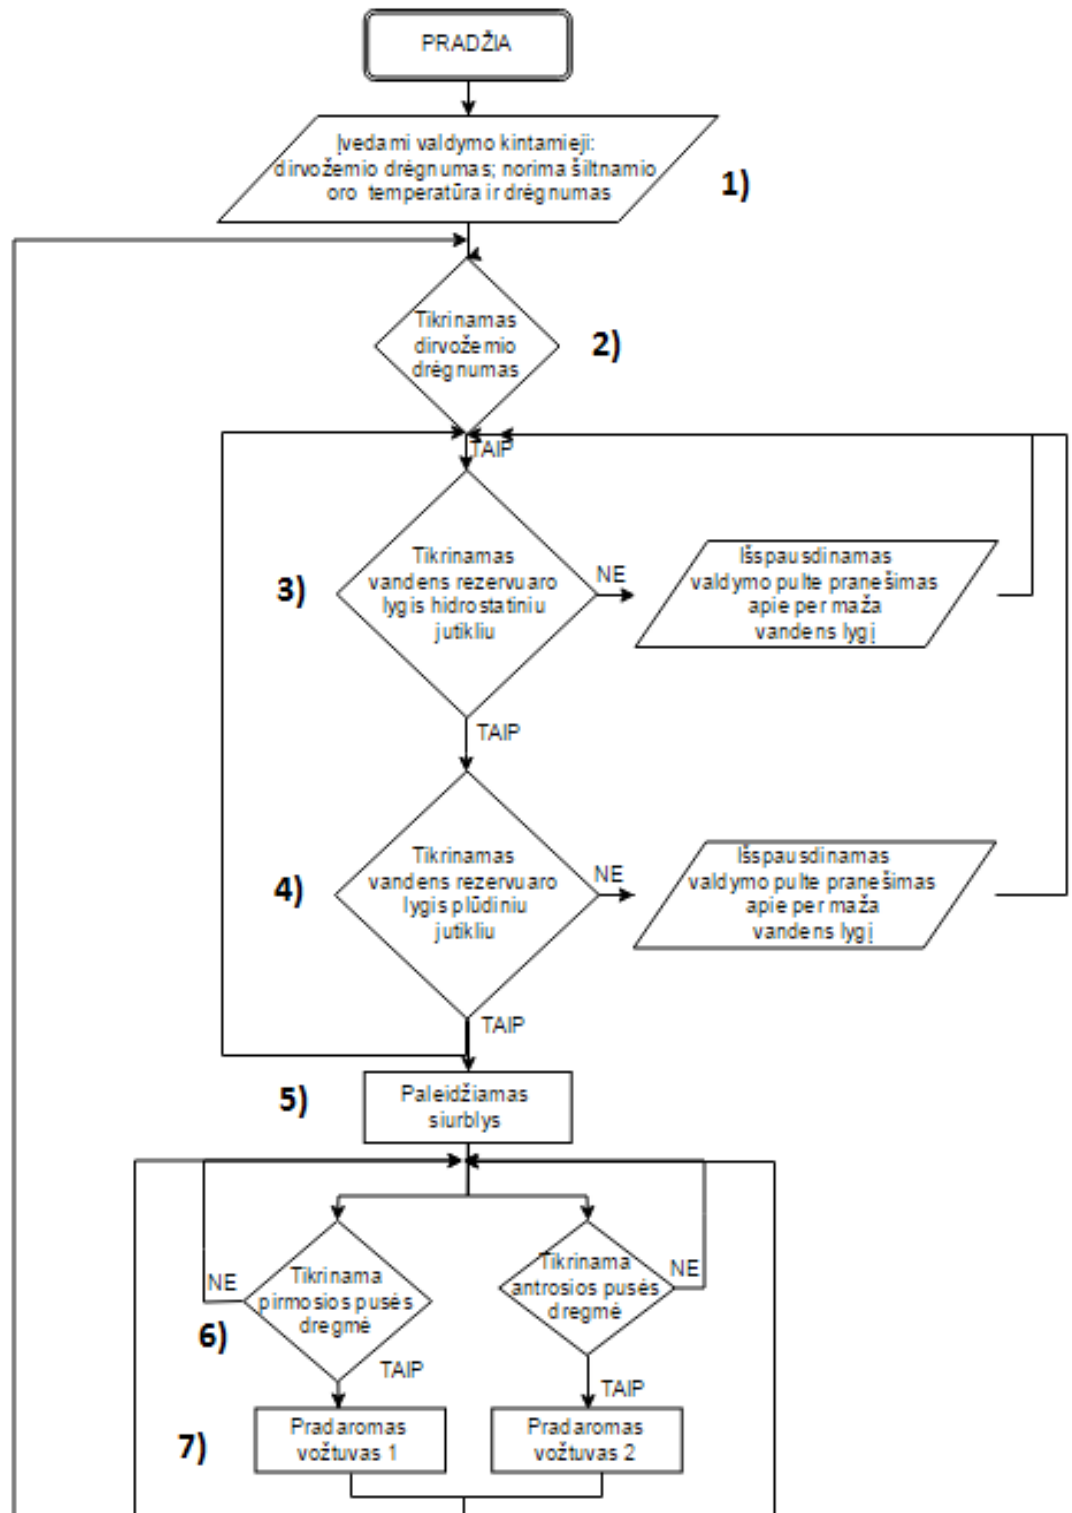 PRADŽIA
Įvedami valdymo kintamieji:
dirvožemio drėgnumas; norima šiltnamio
oro temperatūra ir drėgnumas
1)
Tikrinamas
dirvožemio
drėgnumas
2)
TAIP
Tikrinamas
vandens rezervuaro
lygis hidrostatiniu
jutikliu
3)
NE
Išspausdinamas
valdymo pulte pranešimas
apie per maža
vandens lygį
TAIP
Tikrinamas
vandens rezervuaro
lygis plūdiniu
jutikliu
4)
NE
Išspausdinamas
valdymo pulte pranešimas
apie per maža
vandens lygį
TAIP
5)
Paleidžiamas
siurblys
NE
Tikrinama
pirmosios pusės
dregmė
6)
TAIP
Tikrinama
antrosios pusės
dregmė
NE
TAIP
7)
Pradaromas
vožtuvas 1
Pradaromas
vožtuvas 2